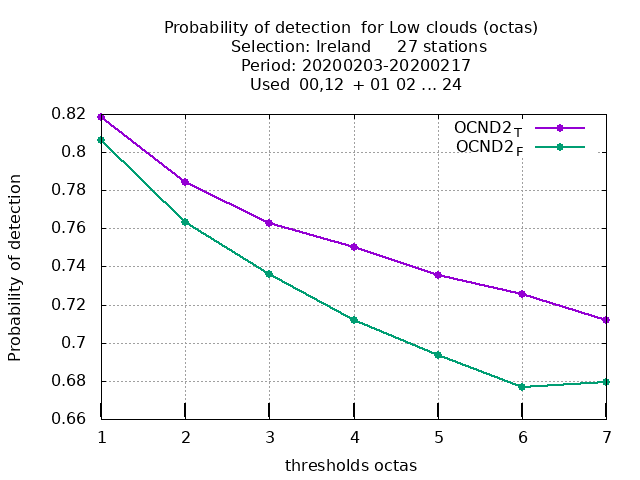 Probability of detection  for Low clouds (octas)
Selection: Ireland     27 stations
Period: 20200203-20200217
Used  00,12  + 01 02 ... 24
OCND2T
OCND2F
0.82
0.8
0.78
0.76
0.74
0.72
0.7
0.68
0.66
Probability of detection
1 2 3 4 5 6 7
thresholds octas